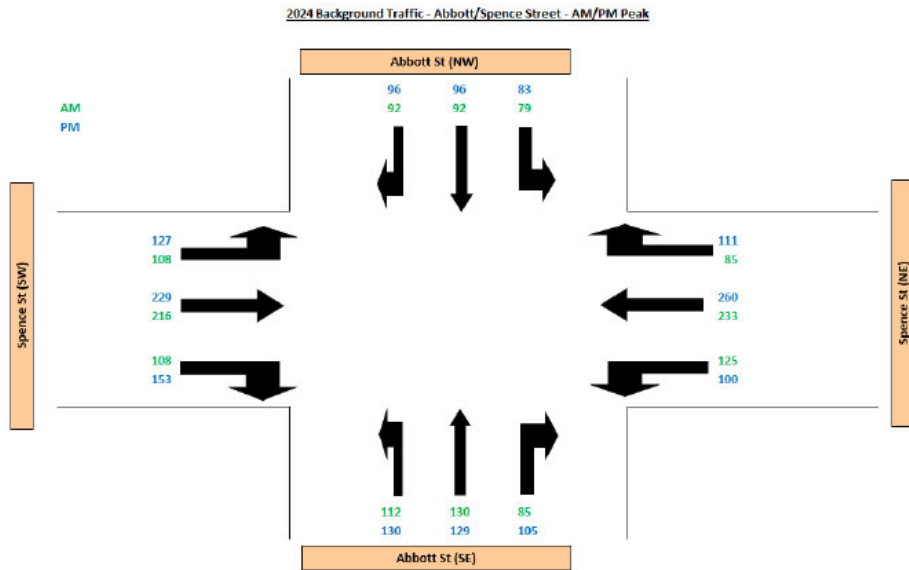 2024 Background Traffic - Abbott/Spence Street - AM/PM Peak
Abbott St (NW)
96 96 83
92 92 79
AM
PM
Spence St (SW)
127
108
229
216
108
153
111
85
260
233
125
100
Spence St (NE)
112 130 85
130 129 105
Abbott St (SE)